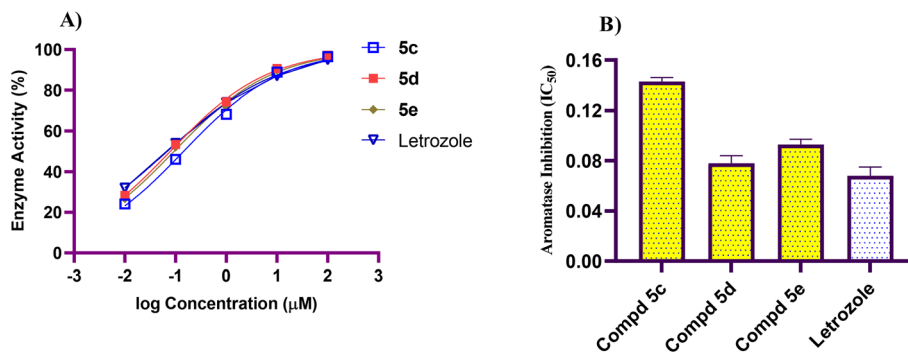 A)
Enzyme Activity (%)
100
80
60
40
20
0
-3
-2
-1
0
1
2
3
log Concentration (μM)
5c
5d
5e
Letrozole
B)
Aromatase Inhibition (IC50)
0.16
0.12
0.08
0.04
0.00
Compd 5c
Compd 5d
Compd 5e
Letrozole